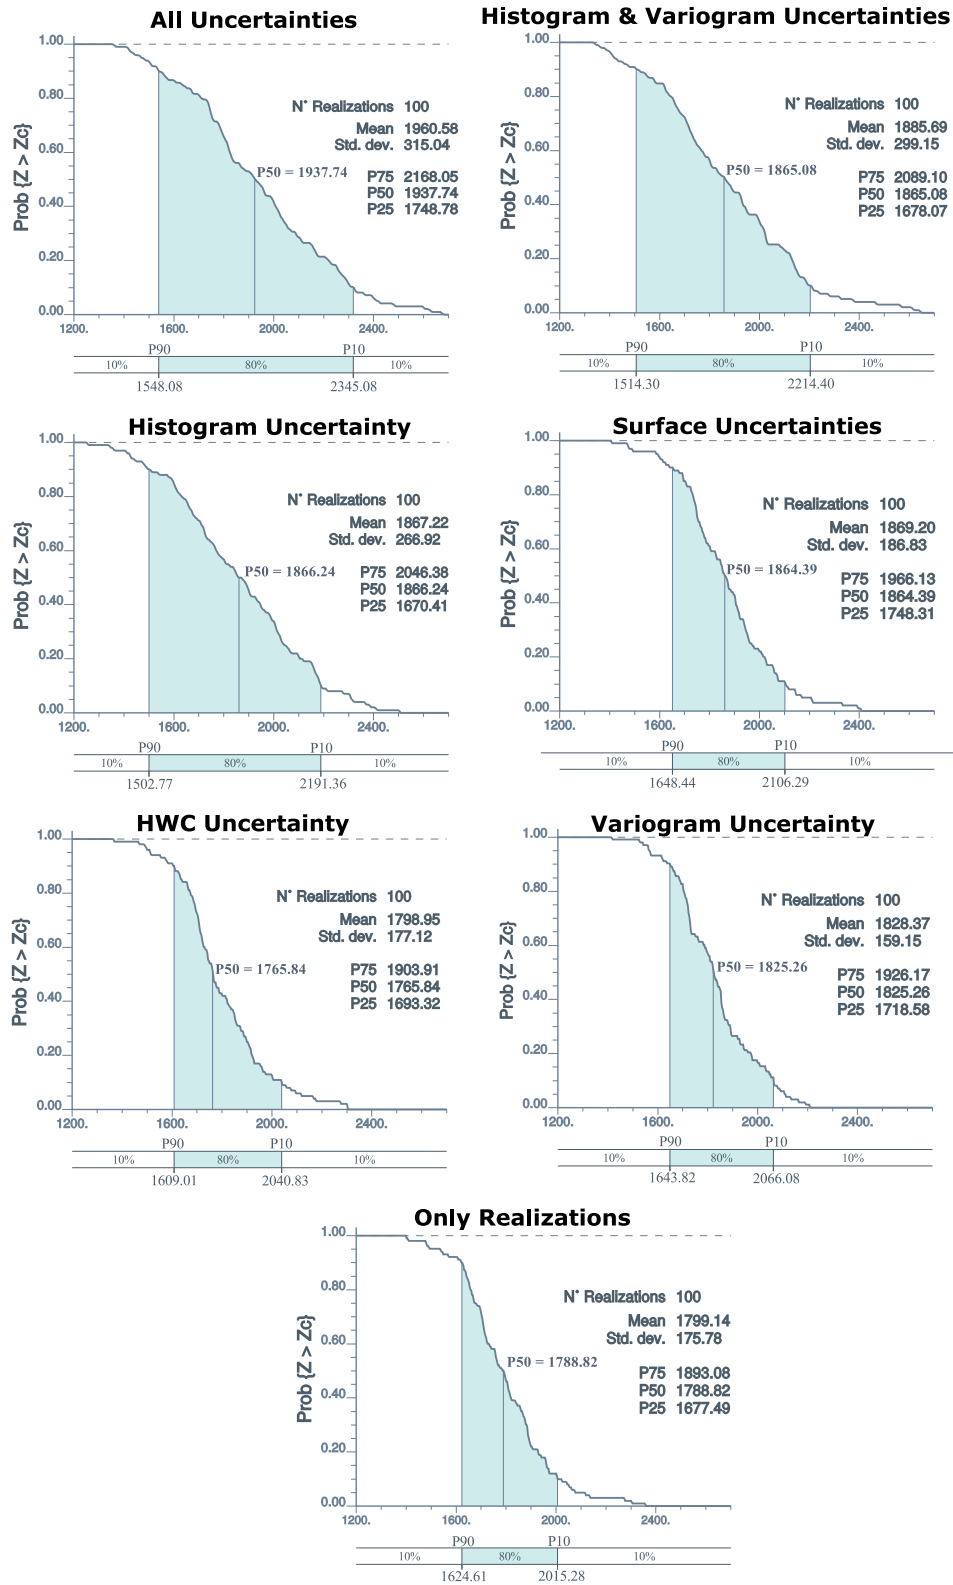 All Uncertainties
1.00
0.80
0.60
0.40
0.20
0.00
Prob {Z > Zc}
N° Realizations 100
Mean 1960.58
Std. dev. 315.04
P50 = 1937.74
P75 2168.05
P50 1937.74
P25 1748.78
1200. 1600. 2000. 2400.
P90 P10
10% 80% 10%
1548.08 2345.08
Histogram & Variogram Uncertainties
1.00
0.80
0.60
0.40
0.20
0.00
Prob {Z > Zc}
N° Realizations 100
Mean 1885.69
Std. dev. 299.15
P50 = 1865.08
P75 2089.10
P50 1865.08
P25 1678.07
1200. 1600. 2000. 2400.
P90 P10
10% 80% 10%
1514.30 2214.40
Histogram Uncertainty
1.00
0.80
0.60
0.40
0.20
0.00
Prob {Z > Zc}
N° Realizations 100
Mean 1867.22
Std. dev. 266.92
P50 = 1866.24
P75 2046.38
P50 1866.24
P25 1670.41
1200. 1600. 2000. 2400.
P90 P10
10% 80% 10%
1502.77 2191.36
Surface Uncertainties
1.00
0.80
0.60
0.40
0.20
0.00
Prob {Z > Zc}
N° Realizations 100
Mean 1869.20
Std. dev. 186.83
P50 = 1864.39
P75 1966.13
P50 1864.39
P25 1748.31
1200. 1600. 2000. 2400.
P90 P10
10% 80% 10%
1648.44 2106.29
HWC Uncertainty
1.00
0.80
0.60
0.40
0.20
0.00
Prob {Z > Zc}
N° Realizations 100
Mean 1798.95
Std. dev. 177.12
P50 = 1765.84
P75 1903.91
P50 1765.84
P25 1693.32
1200. 1600. 2000. 2400.
P90 P10
10% 80% 10%
1609.01 2040.83
Variogram Uncertainty
1.00
0.80
0.60
0.40
0.20
0.00
Prob {Z > Zc}
N° Realizations 100
Mean 1828.37
Std. dev. 159.15
P50 = 1825.26
P75 1926.17
P50 1825.26
P25 1718.58
1200. 1600. 2000. 2400.
P90 P10
10% 80% 10%
1643.82 2066.08
Only Realizations
1.00
0.80
0.60
0.40
0.20
0.00
Prob {Z > Zc}
N° Realizations 100
Mean 1799.14
Std. dev. 175.78
P50 = 1788.82
P75 1893.08
P50 1788.82
P25 1677.49
1200. 1600. 2000. 2400.
P90 P10
10% 80% 10%
1624.61 2015.28